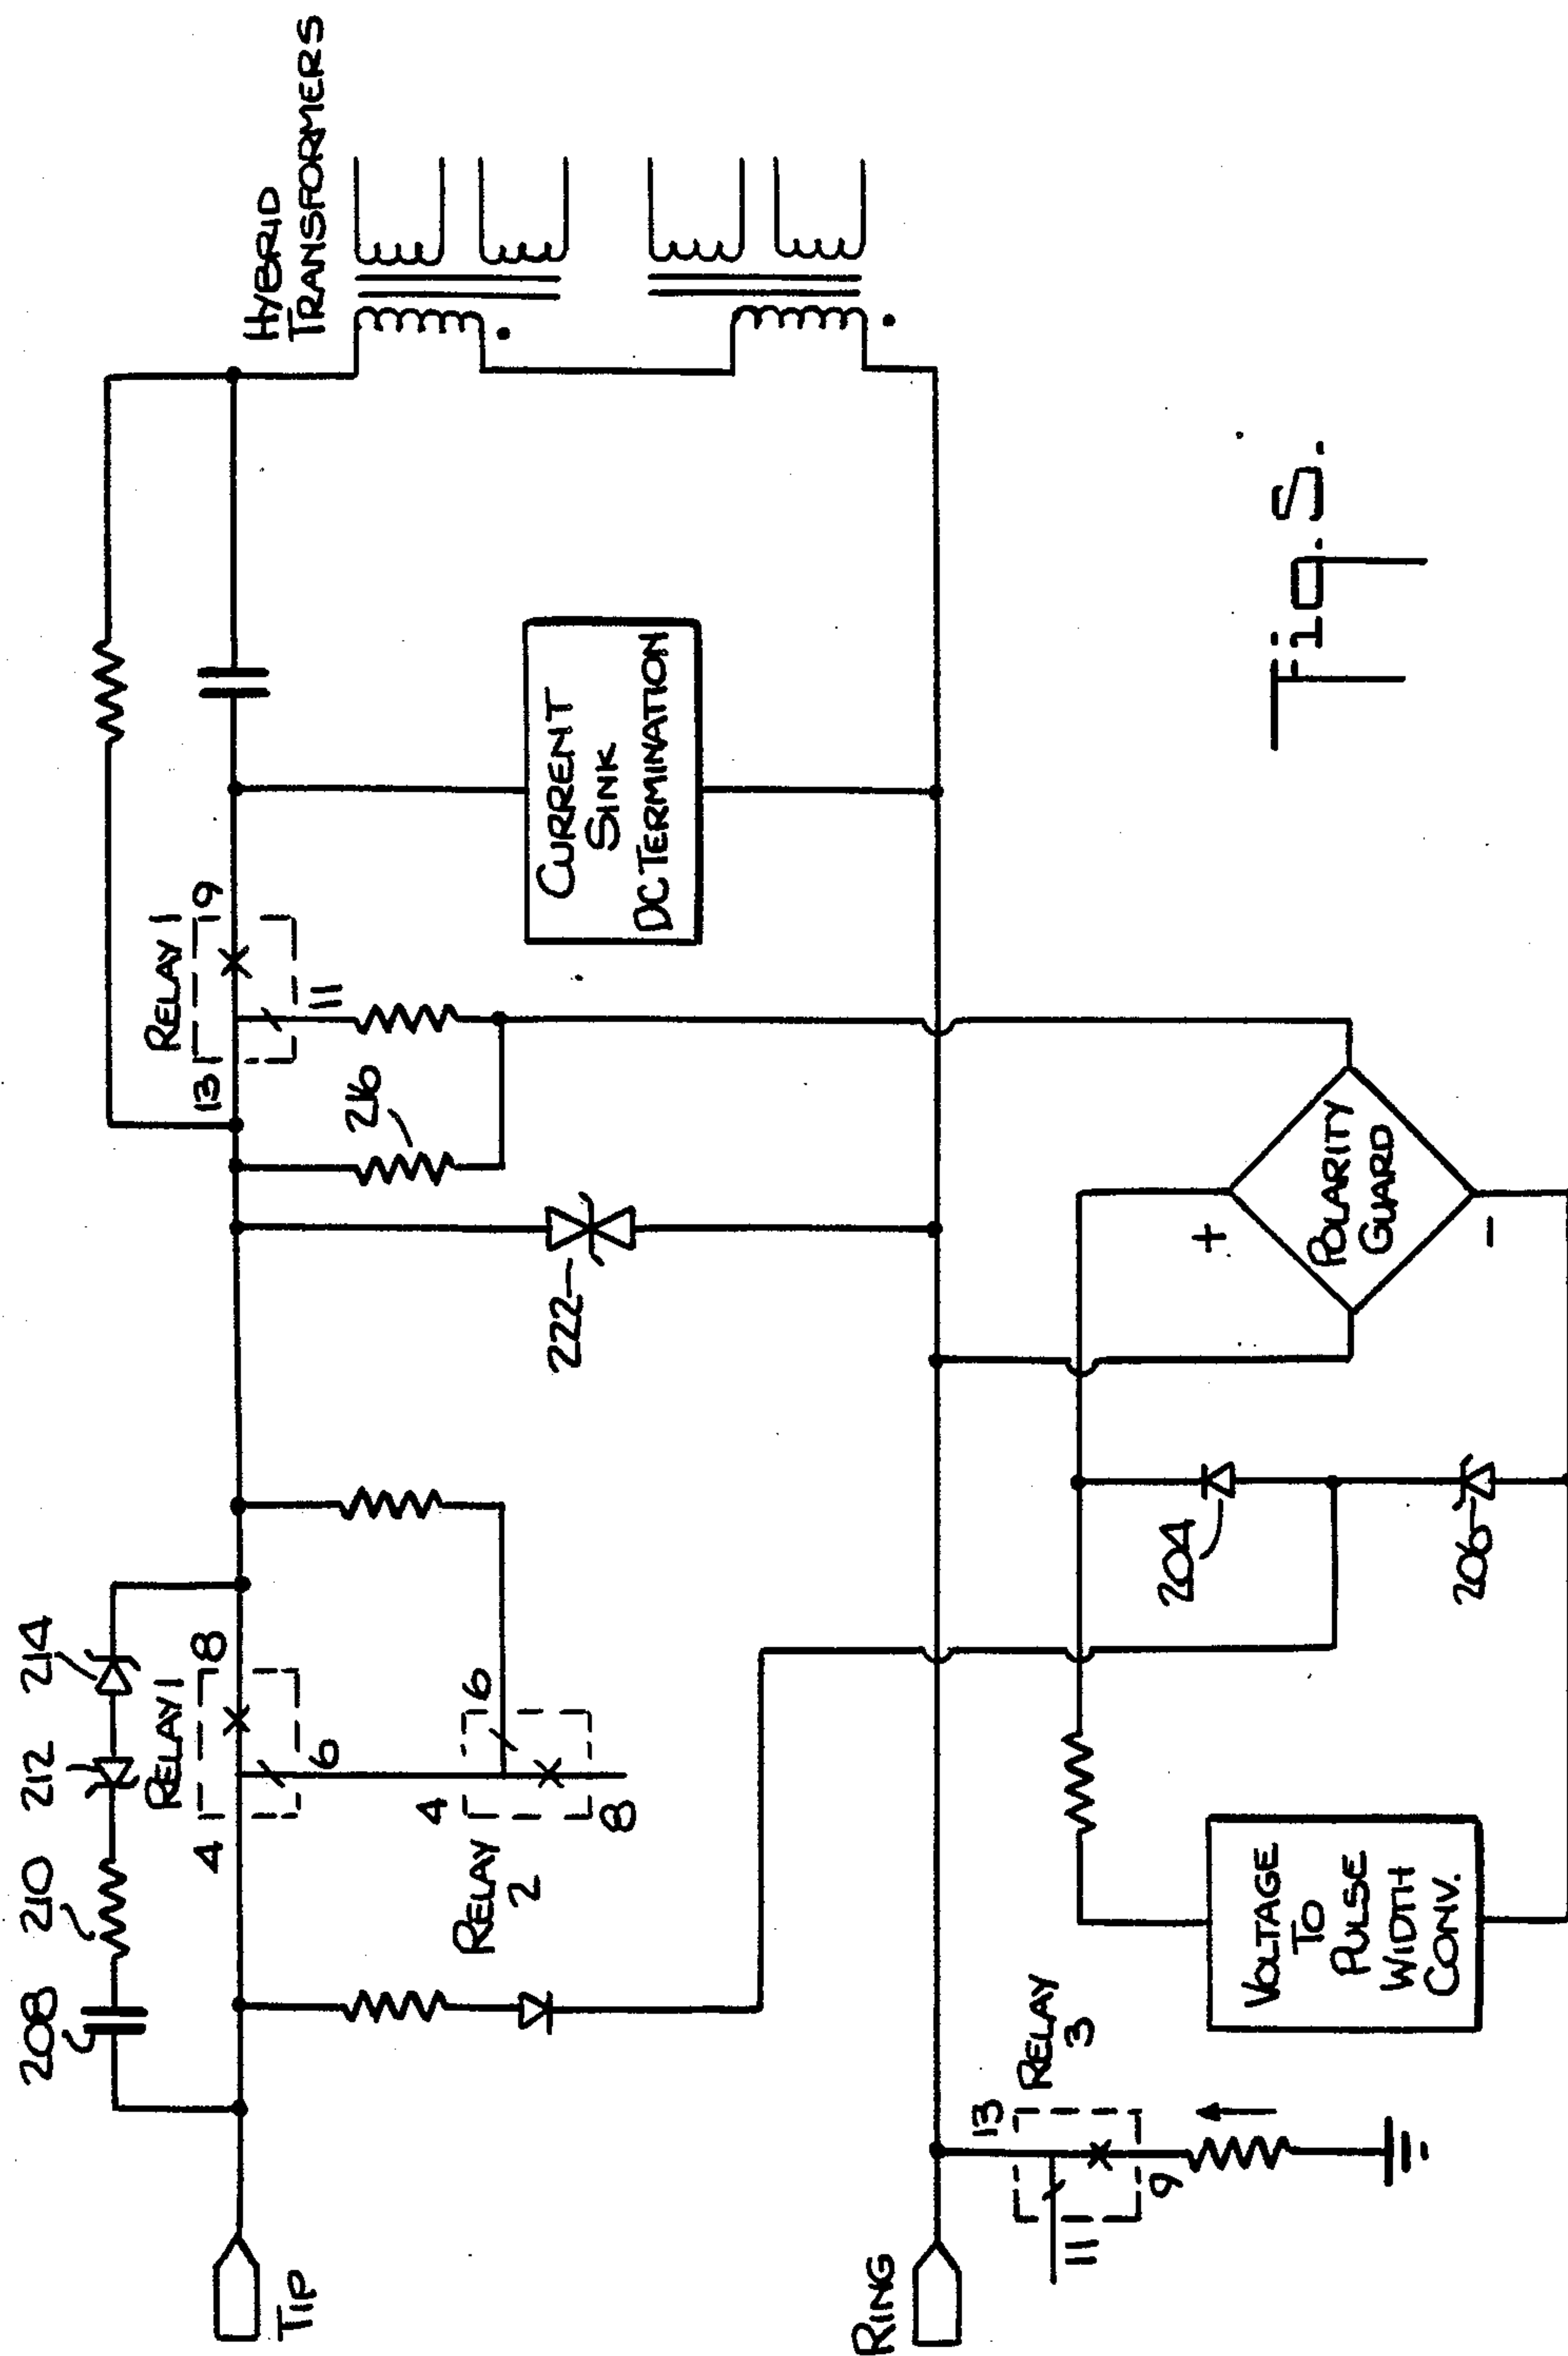 208
210
212
214
RELAY 1
4
8
6
RELAY 1
13
9
11
HYBRID
TRANSFORMERS
TIP
216
RELAY
2
4
6
8
222
CURRENT
SINK
DC TERMINATION
RING
13
RELAY
3
11
9
204
206
+
POLARITY
GUARD
−
VOLTAGE
TO
PULSE
WIDTH
CONV.
Fig. 5.